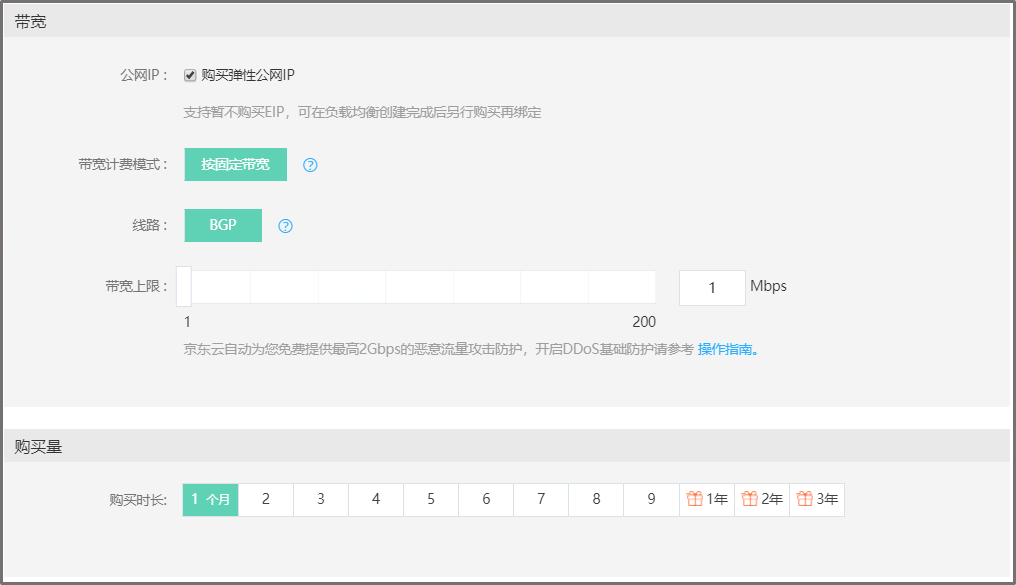 带宽
公网IP： 购买弹性公网IP
支持暂不购买EIP，可在负载均衡创建完成后另行购买再绑定
带宽计费模式： 按固定带宽 ?
线路： BGP ?
带宽上限： 1 Mbps
1 200
京东云自动为您免费提供最高2Gbps的恶意流量攻击防护，开启DDoS基础防护请参考 操作指南。
购买量
购买时长: 1 个月 2 3 4 5 6 7 8 9 1年 2年 3年